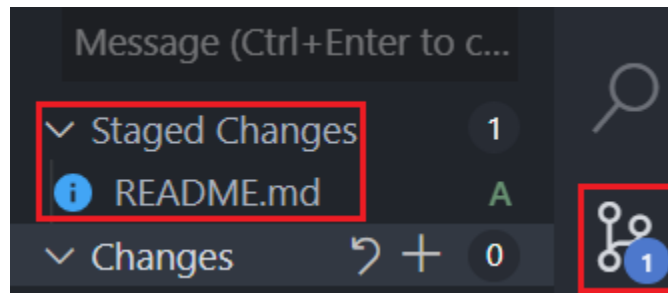 Message (Ctrl+Enter to c...
Staged Changes 1
README.md A
Changes 0
1